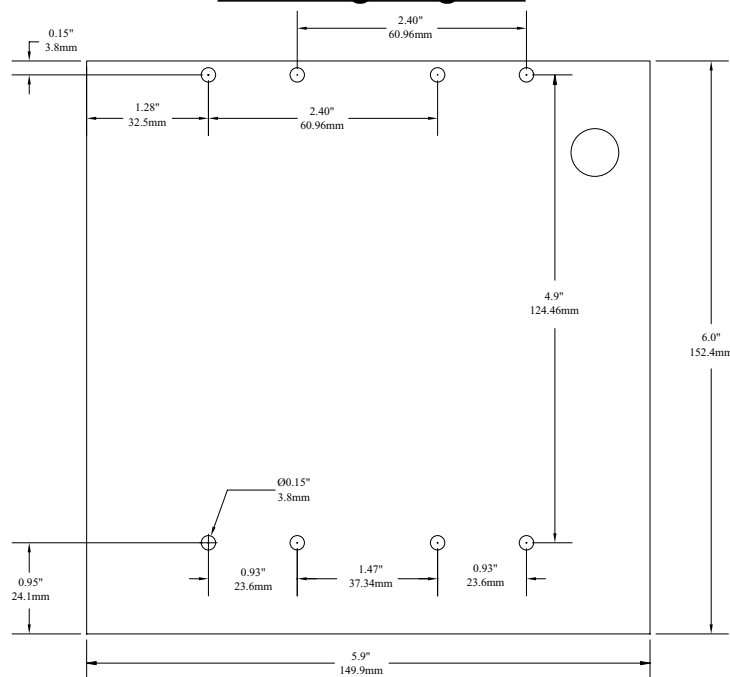 2.40"
60.96mm
0.15"
3.8mm
1.28"
32.5mm
2.40"
60.96mm
4.9"
124.46mm
6.0"
152.4mm
Ø0.15"
3.8mm
0.95"
24.1mm
0.93"
23.6mm
1.47"
37.34mm
0.93"
23.6mm
5.9"
149.9mm